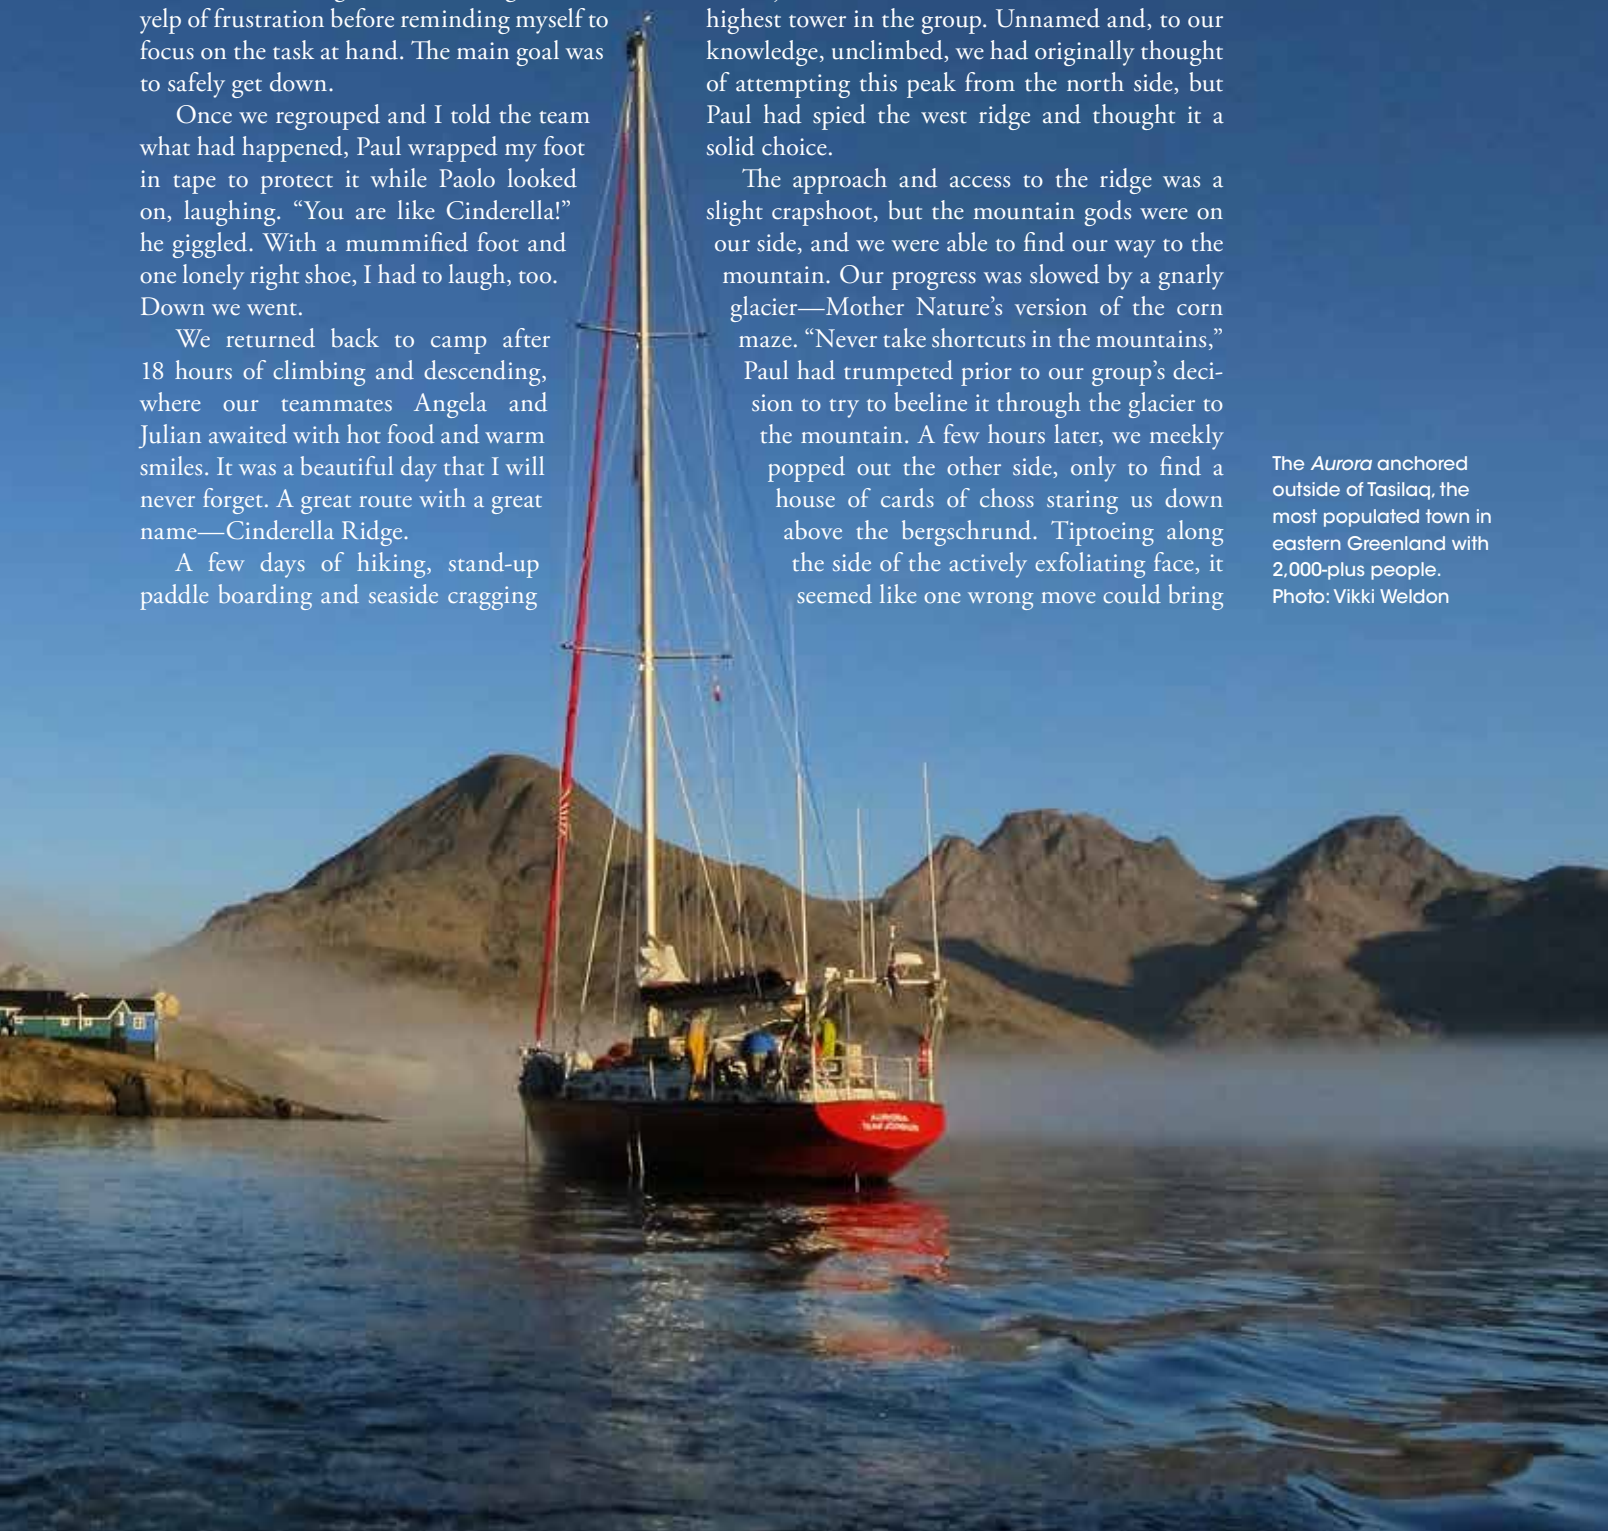 yelp of frustration before reminding myself to
focus on the task at hand. The main goal was
to safely get down.
Once we regrouped and I told the team
what had happened, Paul wrapped my foot
in tape to protect it while Paolo looked
on, laughing. “You are like Cinderella!”
he giggled. With a mummified foot and
one lonely right shoe, I had to laugh, too.
Down we went.
We returned back to camp after
18 hours of climbing and descending,
where our teammates Angela and
Julian awaited with hot food and warm
smiles. It was a beautiful day that I will
never forget. A great route with a great
name—Cinderella Ridge.
A few days of hiking, stand-up
paddle boarding and seaside cragging
highest tower in the group. Unnamed and, to our
knowledge, unclimbed, we had originally thought
of attempting this peak from the north side, but
Paul had spied the west ridge and thought it a
solid choice.
The approach and access to the ridge was a
slight crapshoot, but the mountain gods were on
our side, and we were able to find our way to the
mountain. Our progress was slowed by a gnarly
glacier—Mother Nature’s version of the corn
maze. “Never take shortcuts in the mountains,”
Paul had trumpeted prior to our group’s deci-
sion to try to beeline it through the glacier to
the mountain. A few hours later, we meekly
popped out the other side, only to find a
house of cards of choss staring us down
above the bergschrund. Tiptoeing along
the side of the actively exfoliating face, it
seemed like one wrong move could bring
The Aurora anchored
outside of Tasilaq, the
most populated town in
eastern Greenland with
2,000-plus people.
Photo: Vikki Weldon
AURORA